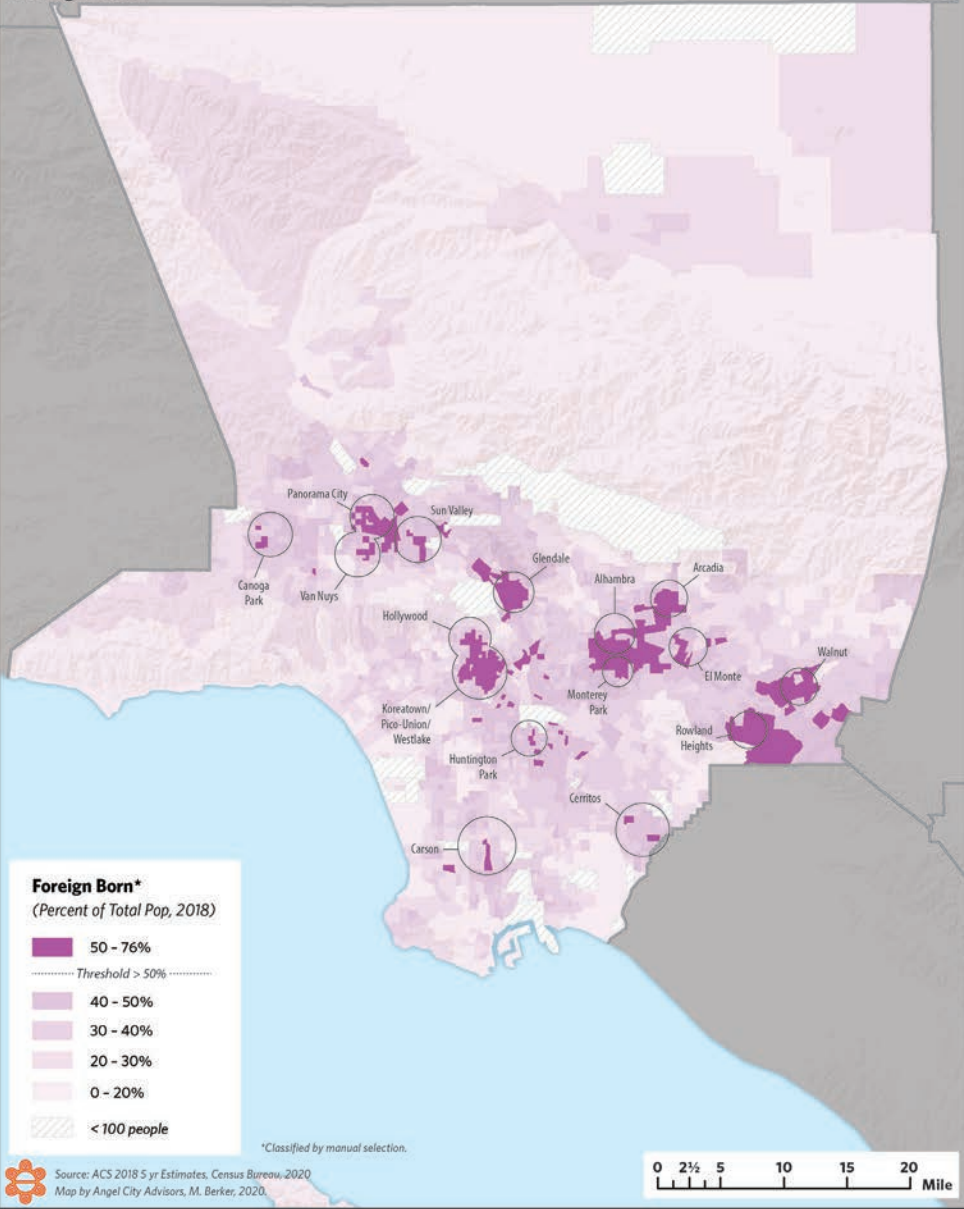 Panorama City
Sun Valley
Canoga
Park
Van Nuys
Glendale
Hollywood
Alhambra
Arcadia
El Monte
Walnut
Monterey
Park
Koreatown/
Pico-Union/
Westlake
Rowland
Heights
Huntington
Park
Cerritos
Carson
Foreign Born*
(Percent of Total Pop, 2018)
50 - 76%
Threshold > 50%
40 - 50%
30 - 40%
20 - 30%
0 - 20%
< 100 people
*Classified by manual selection.
Source: ACS 2018 5 yr Estimates, Census Bureau, 2020
Map by Angel City Advisors, M. Berker, 2020.
0 2½ 5 10 15 20
Mile